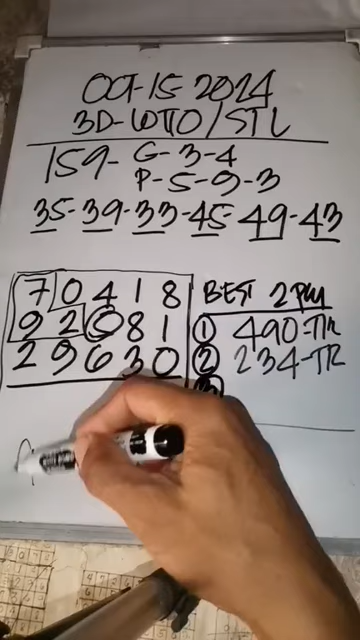 OCT-15-2024
3D-LOTTO/STL
159- G-3-4
P-5-9-3
35-39-33-45-49-43
7 0 4 1 8
9 2 6 8 1
2 9 6 3 0
BEST 2PM
① 490-TR
② 234-TR
③